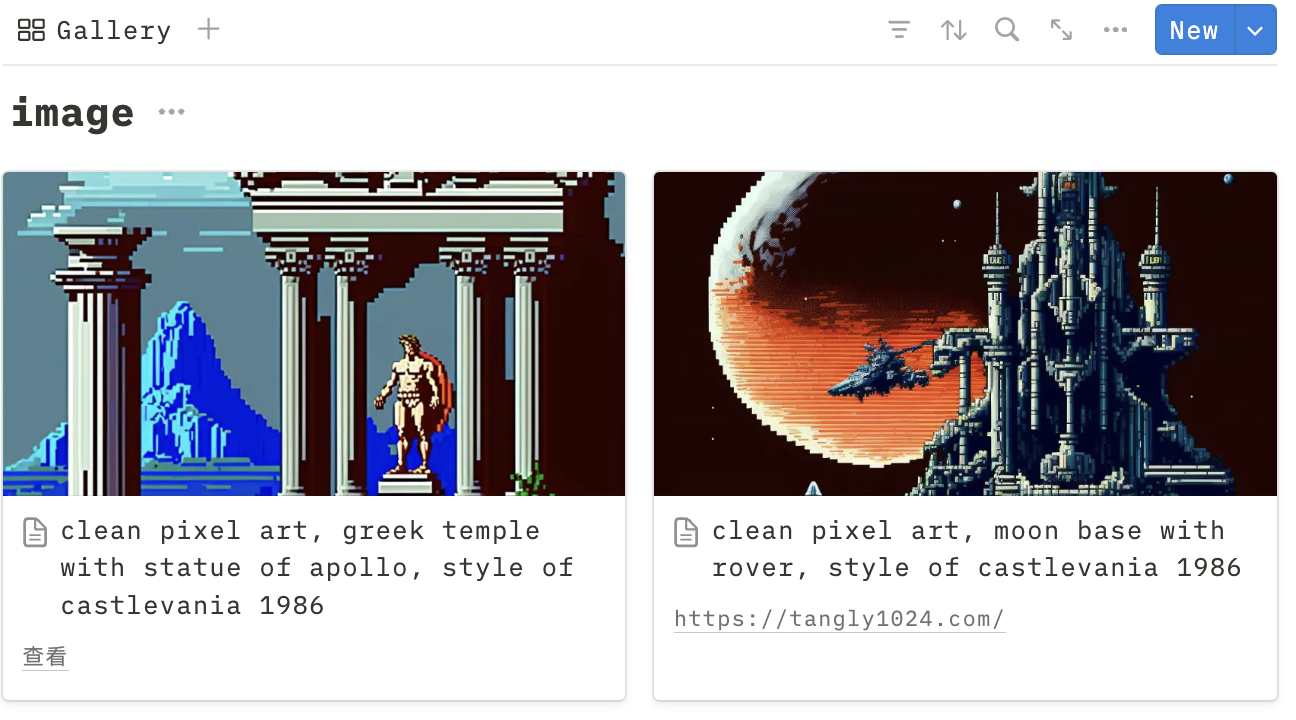 Gallery
New
image
clean pixel art, greek temple
with statue of apollo, style of
castlevania 1986
查看
clean pixel art, moon base with
rover, style of castlevania 1986
https://tangly1024.com/